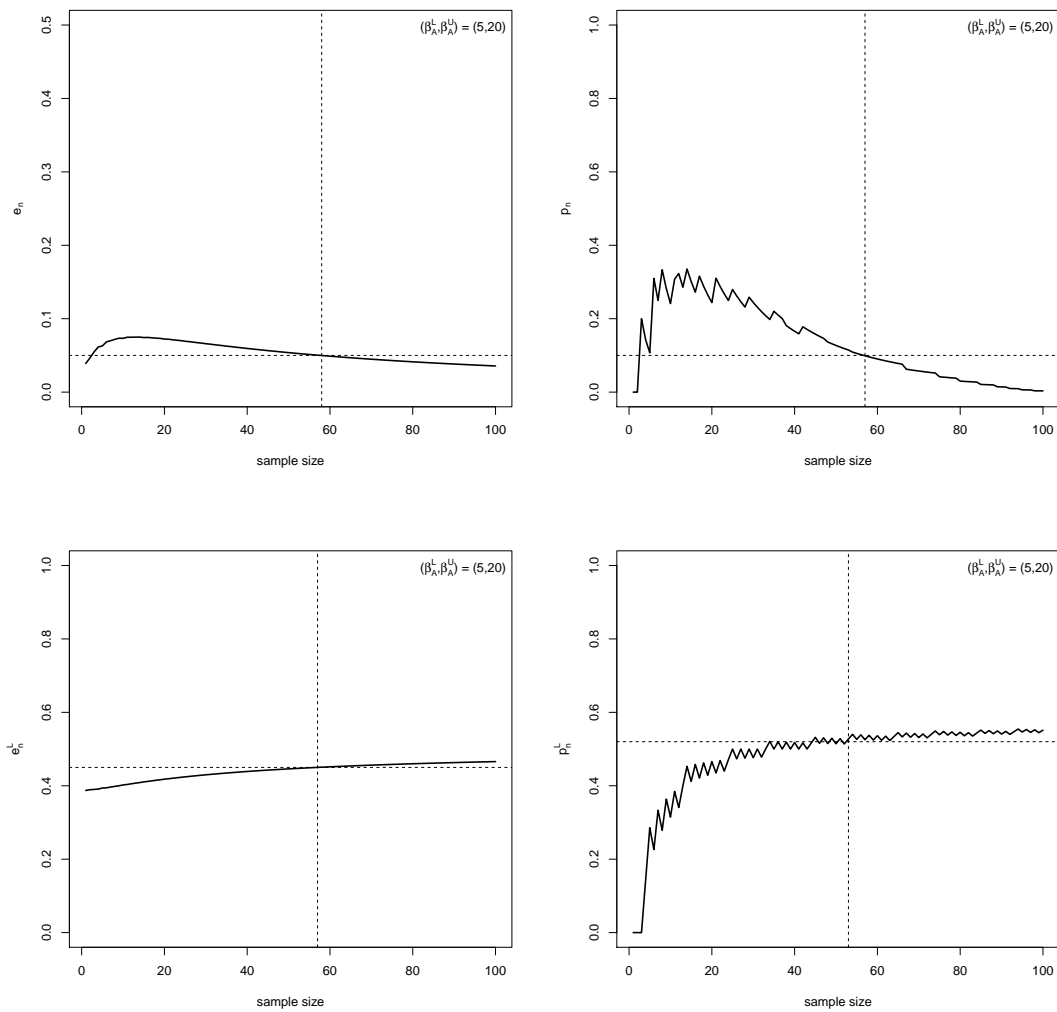 (β_A^L,β_A^U) = (5,20)
e_n
0.0 0.1 0.2 0.3 0.4 0.5
0 20 40 60 80 100
sample size
(β_A^L,β_A^U) = (5,20)
p_n
0.0 0.2 0.4 0.6 0.8 1.0
0 20 40 60 80 100
sample size
(β_A^L,β_A^U) = (5,20)
e_n^L
0.0 0.2 0.4 0.6 0.8 1.0
0 20 40 60 80 100
sample size
(β_A^L,β_A^U) = (5,20)
p_n^L
0.0 0.2 0.4 0.6 0.8 1.0
0 20 40 60 80 100
sample size